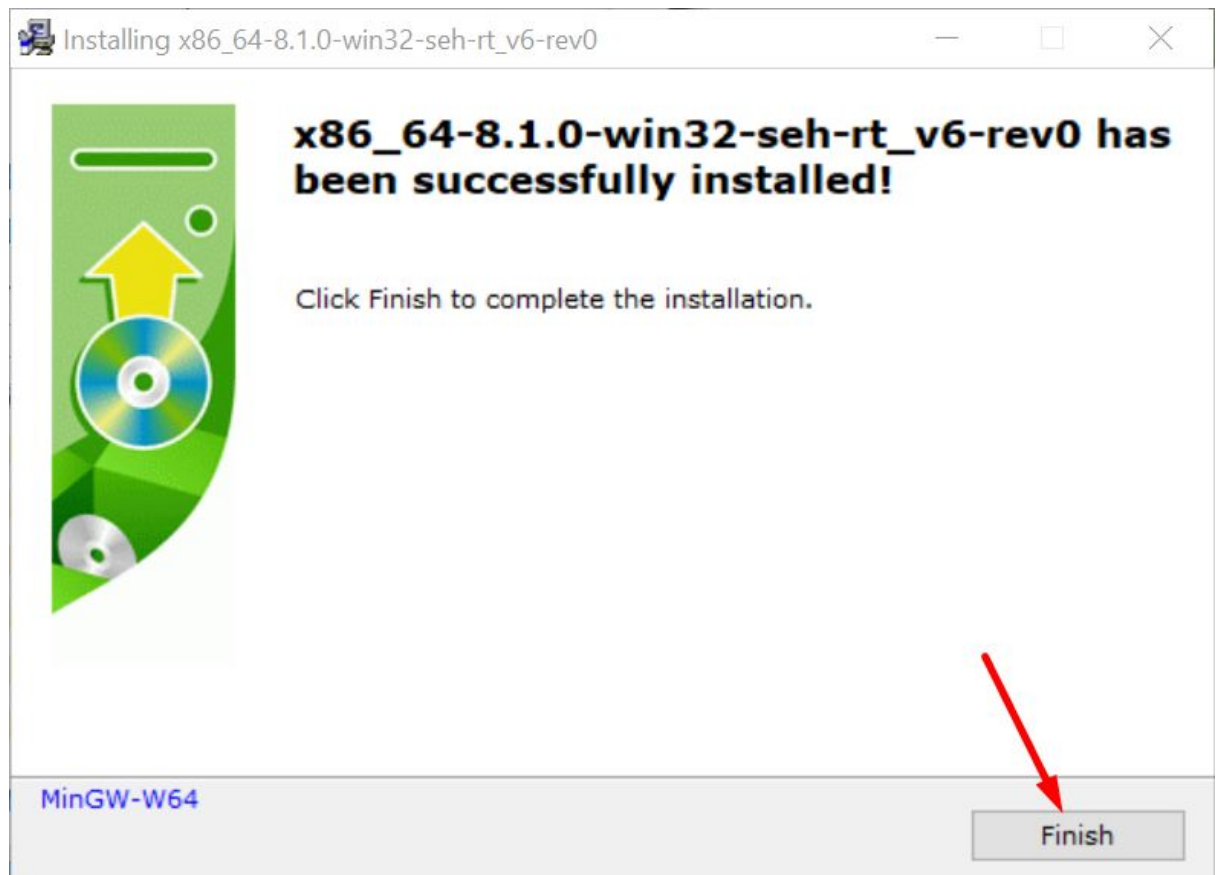 Installing x86_64-8.1.0-win32-seh-rt_v6-rev0
x86_64-8.1.0-win32-seh-rt_v6-rev0 has
been successfully installed!
Click Finish to complete the installation.
MinGW-W64
Finish